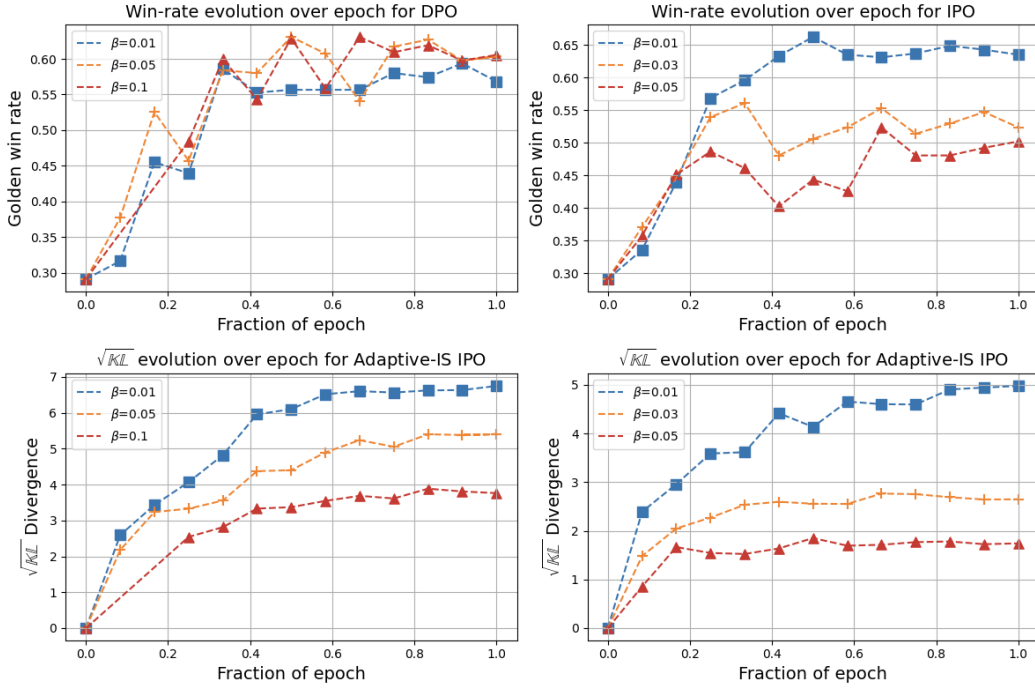 Win-rate evolution over epoch for DPO
Golden win rate
0.60
0.55
0.50
0.45
0.40
0.35
0.30
β=0.01
β=0.05
β=0.1
0.0
0.2
0.4
0.6
0.8
1.0
Fraction of epoch
Win-rate evolution over epoch for IPO
Golden win rate
0.65
0.60
0.55
0.50
0.45
0.40
0.35
0.30
β=0.01
β=0.03
β=0.05
0.0
0.2
0.4
0.6
0.8
1.0
Fraction of epoch
√𝕂𝕃 evolution over epoch for Adaptive-IS IPO
√𝕂𝕃 Divergence
7
6
5
4
3
2
1
0
β=0.01
β=0.05
β=0.1
0.0
0.2
0.4
0.6
0.8
1.0
Fraction of epoch
√𝕂𝕃 evolution over epoch for Adaptive-IS IPO
√𝕂𝕃 Divergence
5
4
3
2
1
0
β=0.01
β=0.03
β=0.05
0.0
0.2
0.4
0.6
0.8
1.0
Fraction of epoch